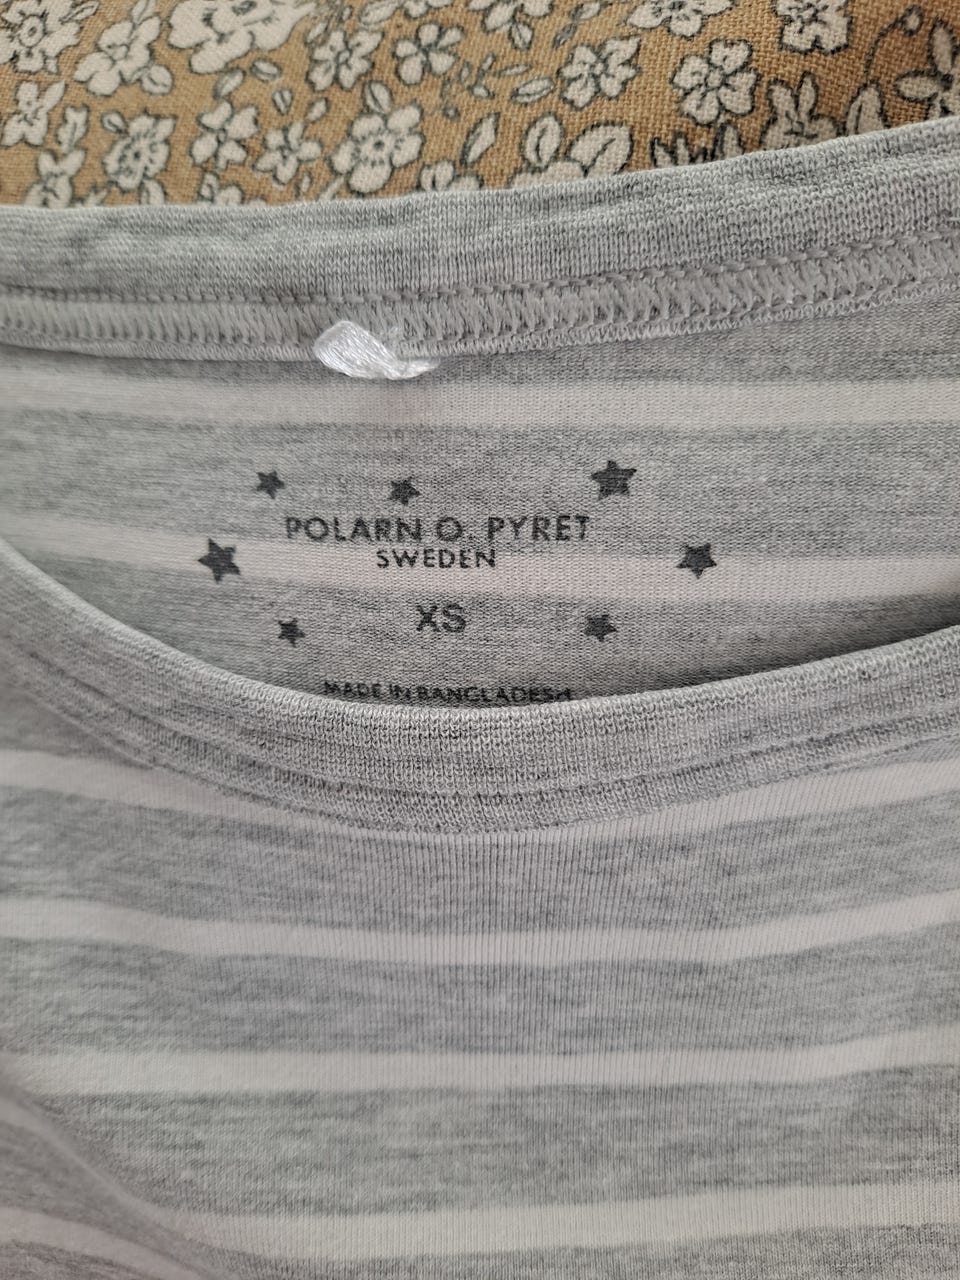 POLARN O. PYRET
SWEDEN
XS
MADE IN BANGLADESH